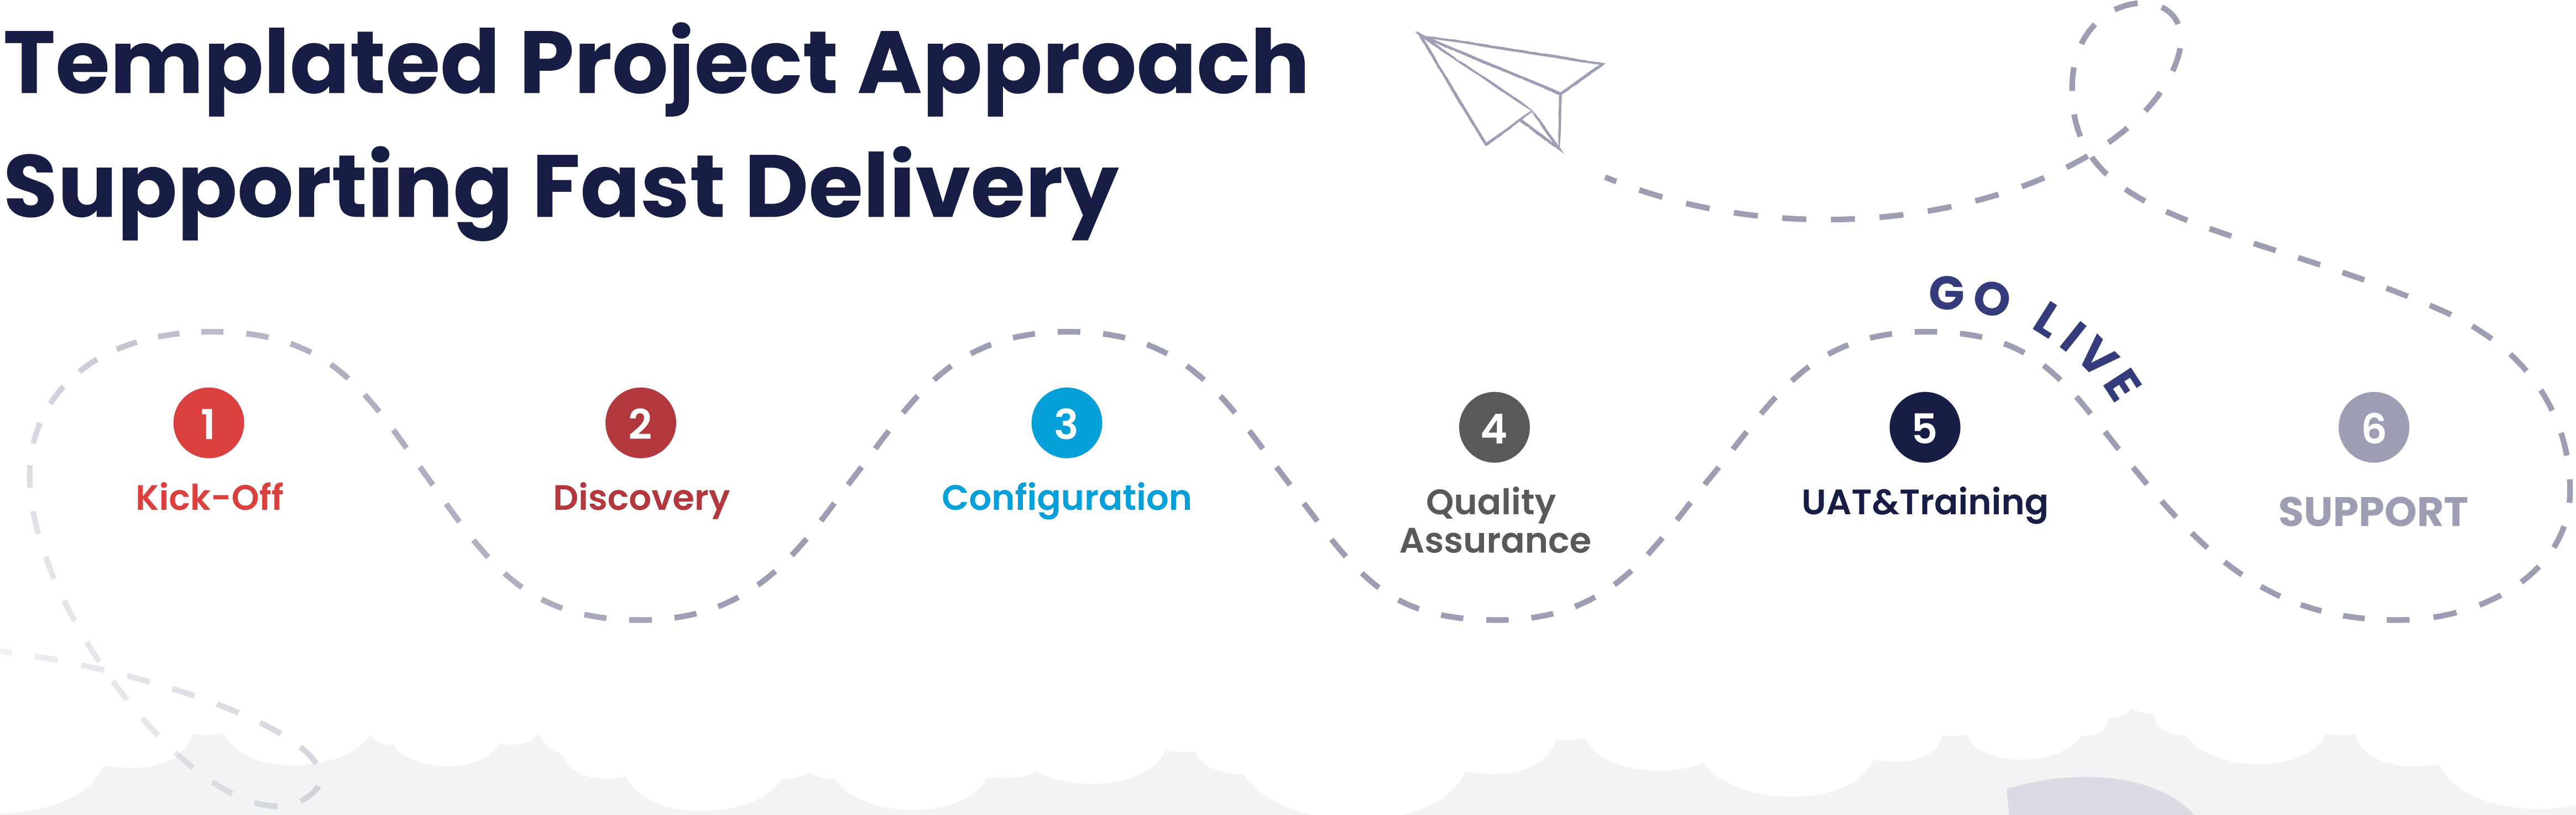 Templated Project Approach
Supporting Fast Delivery
GO LIVE
1
Kick-Off
2
Discovery
3
Configuration
4
Quality
Assurance
5
UAT&Training
6
SUPPORT